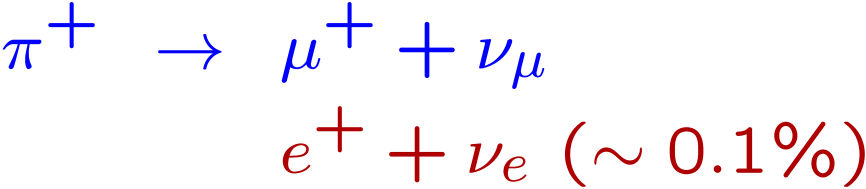 π⁺ → μ⁺ + ν_μ
e⁺ + ν_e (∼ 0.1%)